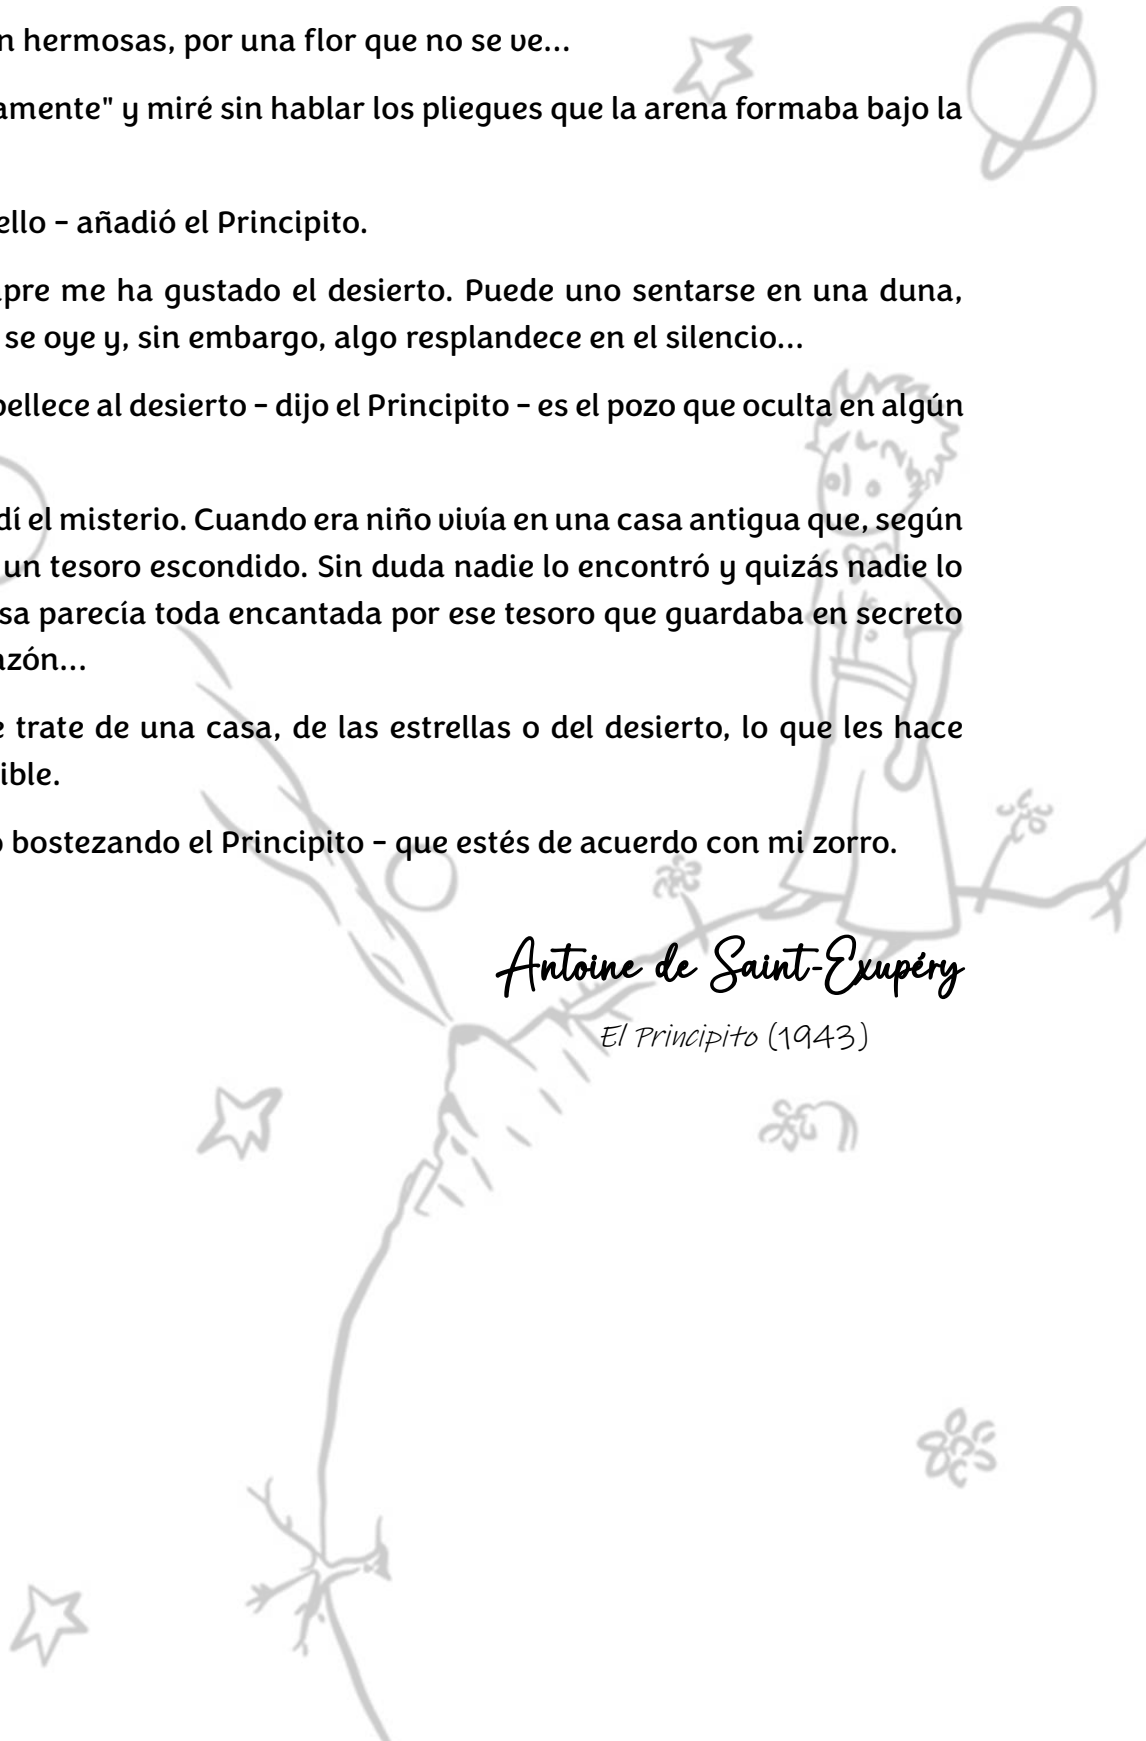 n hermosas, por una flor que no se ve...
amente" y miré sin hablar los pliegues que la arena formaba bajo la
ello – añadió el Principito.
pre me ha gustado el desierto. Puede uno sentarse en una duna,
se oye y, sin embargo, algo resplandece en el silencio...
bellece al desierto – dijo el Principito – es el pozo que oculta en algún
dí el misterio. Cuando era niño vivía en una casa antigua que, según
un tesoro escondido. Sin duda nadie lo encontró y quizás nadie lo
sa parecía toda encantada por ese tesoro que guardaba en secreto
azón...
e trate de una casa, de las estrellas o del desierto, lo que les hace
ible.
o bostezando el Principito – que estés de acuerdo con mi zorro.
Antoine de Saint-Exupéry
El Principito (1943)